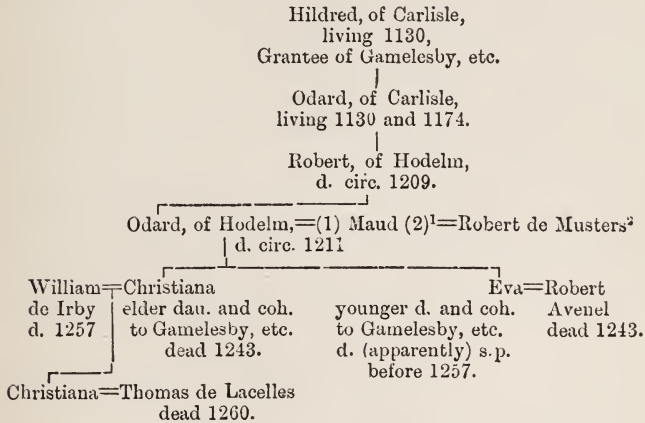 Hildred, of Carlisle,
living 1130,
Grantee of Gamelesby, etc.
Odard, of Carlisle,
living 1130 and 1174.
Robert, of Hodelm,
d. circ. 1209.
Odard, of Hodelm,=(1) Maud (2)¹=Robert de Musters²
d. circ. 1211
William=Christiana Eva=Robert
de Irby elder dau. and coh. younger d. and coh. Avenel
d. 1257 to Gamelesby, etc. to Gamelesby, etc. dead 1243.
dead 1243. d. (apparently) s.p.
before 1257.
Christiana=Thomas de Lacelles
dead 1260.